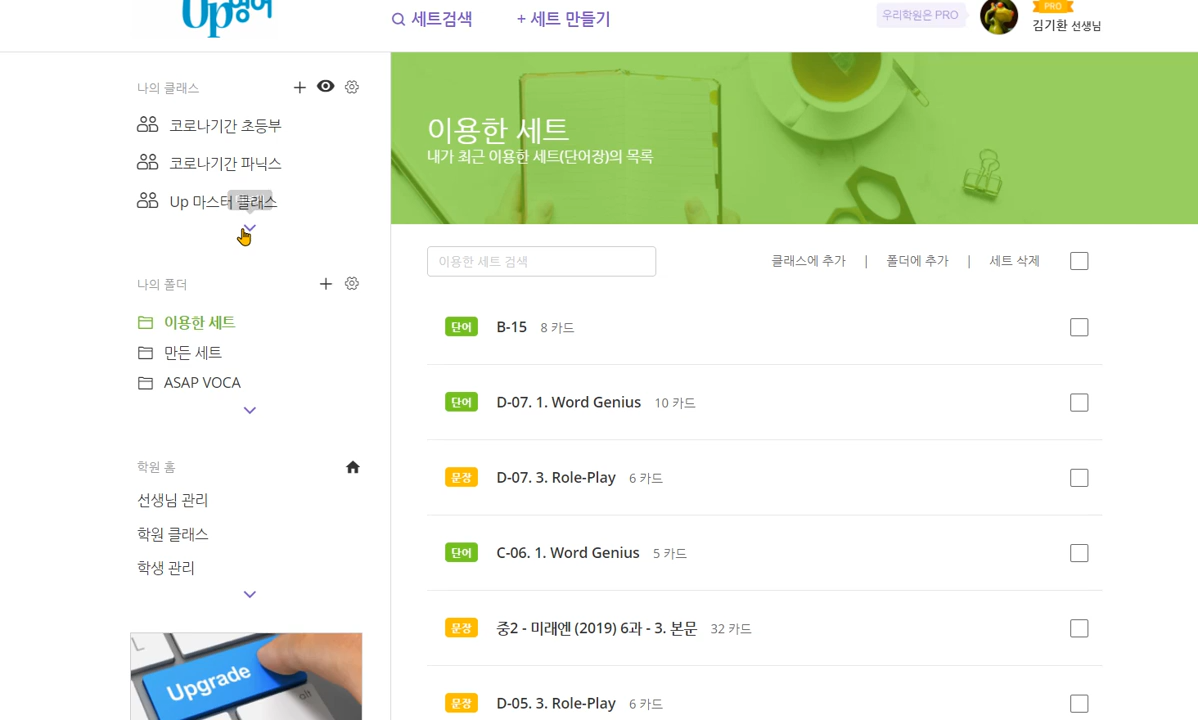 Up영어
세트검색
+ 세트 만들기
우리학원은 PRO
PRO
김기환 선생님
나의 클래스
코로나기간 초등부
코로나기간 파닉스
Up 마스터 클래스
나의 폴더
이용한 세트
만든 세트
ASAP VOCA
학원 홈
선생님 관리
학원 클래스
학생 관리
Upgrade
alt
이용한 세트
내가 최근 이용한 세트(단어장)의 목록
이용한 세트 검색
클래스에 추가 | 폴더에 추가 | 세트 삭제
단어 B-15 8 카드
단어 D-07. 1. Word Genius 10 카드
문장 D-07. 3. Role-Play 6 카드
단어 C-06. 1. Word Genius 5 카드
문장 중2 - 미래엔 (2019) 6과 - 3. 본문 32 카드
문장 D-05. 3. Role-Play 6 카드